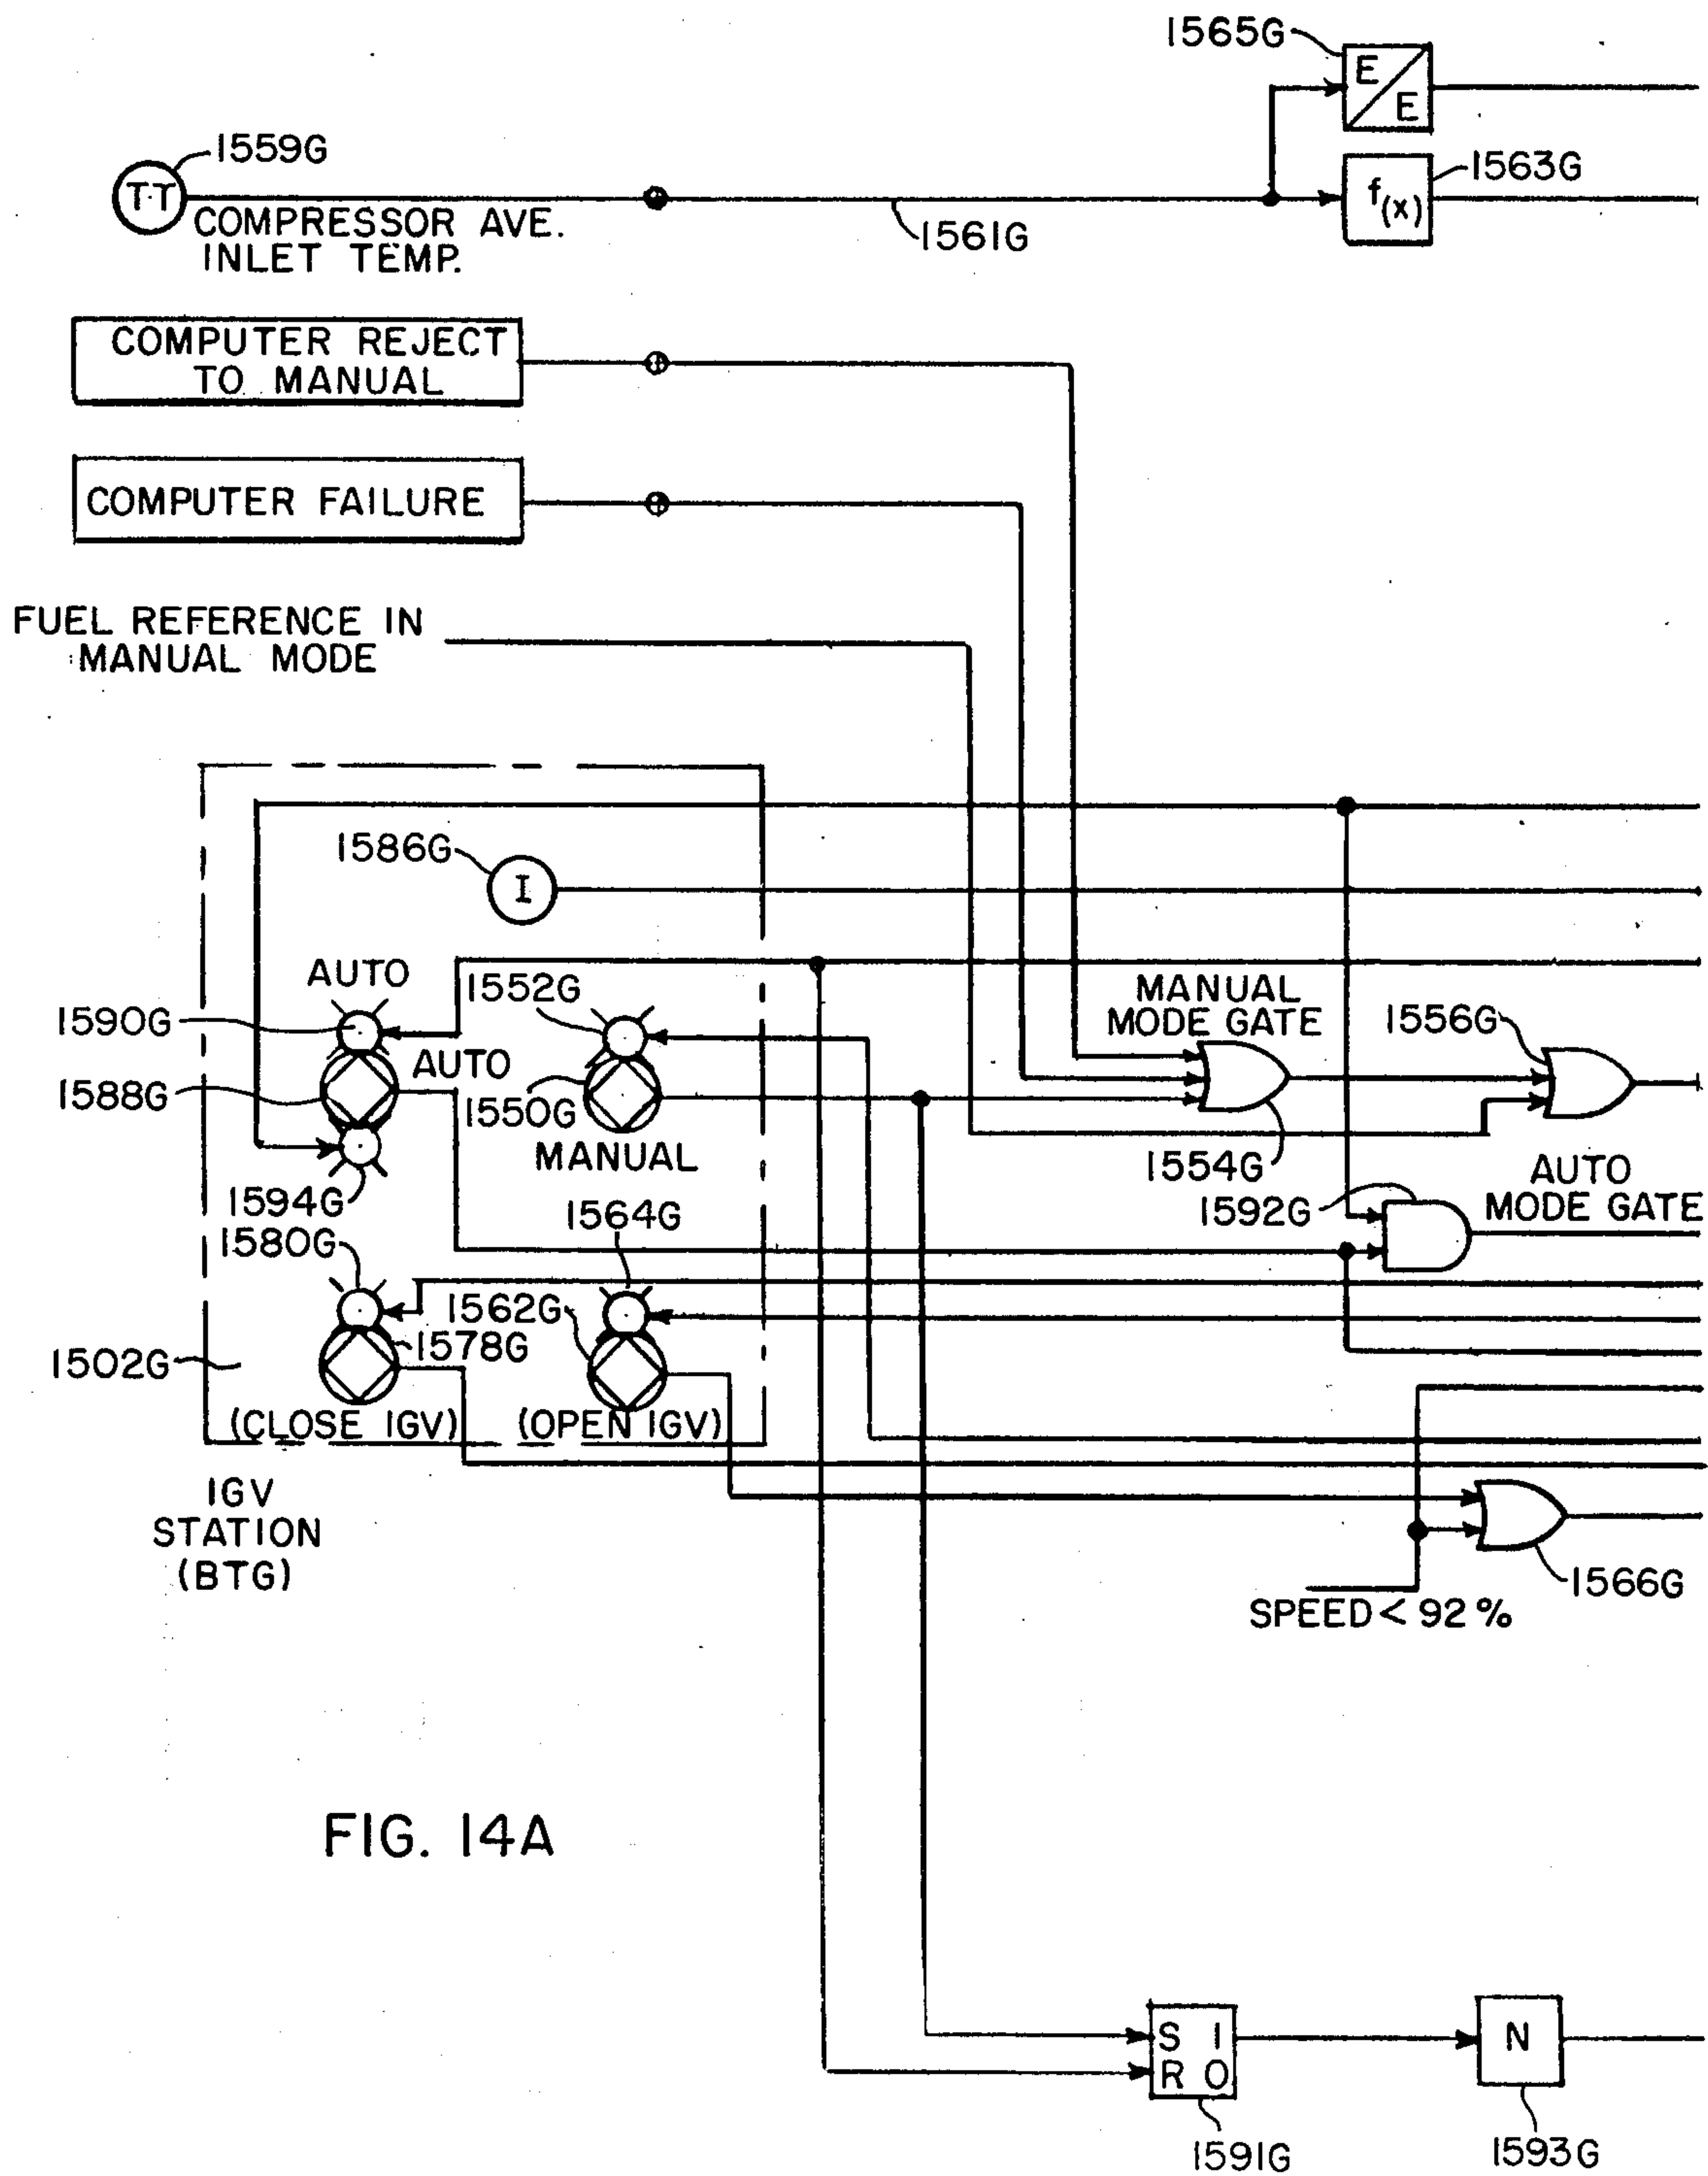 1565G
E
E
1559G
TT
COMPRESSOR AVE.
INLET TEMP.
1561G
1563G
f(x)
COMPUTER REJECT
TO MANUAL
COMPUTER FAILURE
FUEL REFERENCE IN
MANUAL MODE
1586G
I
AUTO
1590G
1552G
MANUAL
MODE GATE
1556G
AUTO
1588G
1550G
MANUAL
1554G
1594G
AUTO
MODE GATE
1592G
1580G
1564G
1562G
1578G
1502G
(CLOSE IGV)
(OPEN IGV)
IGV
STATION
(BTG)
1566G
SPEED < 92 %
FIG. 14A
S I
R O
N
1591G
1593G